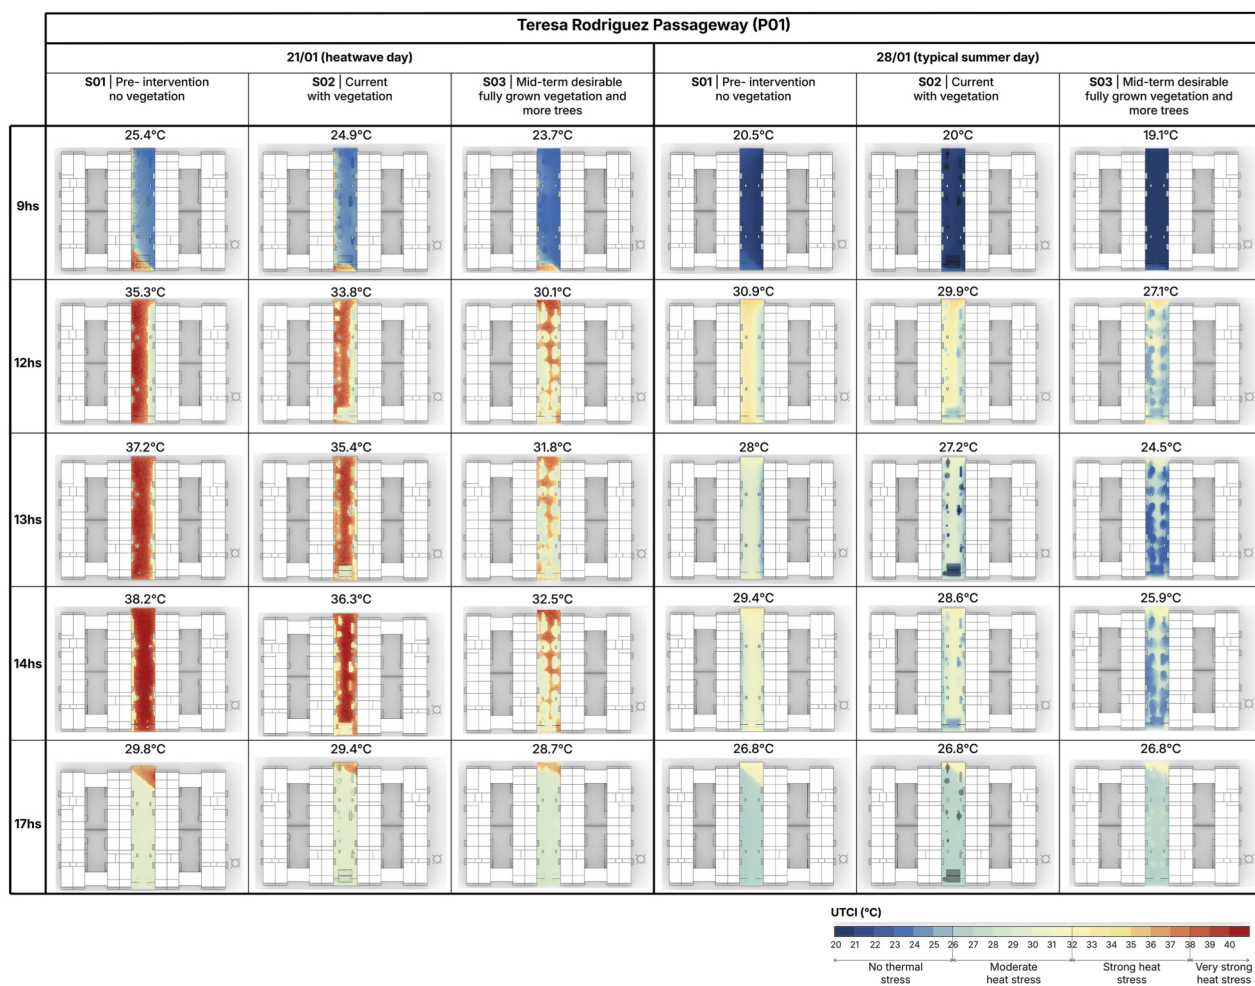 Teresa Rodriguez Passageway (P01)
21/01 (heatwave day) 28/01 (typical summer day)
S01 | Pre- intervention no vegetation
S02 | Current with vegetation
S03 | Mid-term desirable fully grown vegetation and more trees
S01 | Pre- intervention no vegetation
S02 | Current with vegetation
S03 | Mid-term desirable fully grown vegetation and more trees
25.4°C 24.9°C 23.7°C 20.5°C 20°C 19.1°C
9hs
35.3°C 33.8°C 30.1°C 30.9°C 29.9°C 27.1°C
12hs
37.2°C 35.4°C 31.8°C 28°C 27.2°C 24.5°C
13hs
38.2°C 36.3°C 32.5°C 29.4°C 28.6°C 25.9°C
14hs
29.8°C 29.4°C 28.7°C 26.8°C 26.8°C 26.8°C
17hs
UTCI (°C)
20 21 22 23 24 25 26 27 28 29 30 31 32 33 34 35 36 37 38 39 40
No thermal stress
Moderate heat stress
Strong heat stress
Very strong heat stress